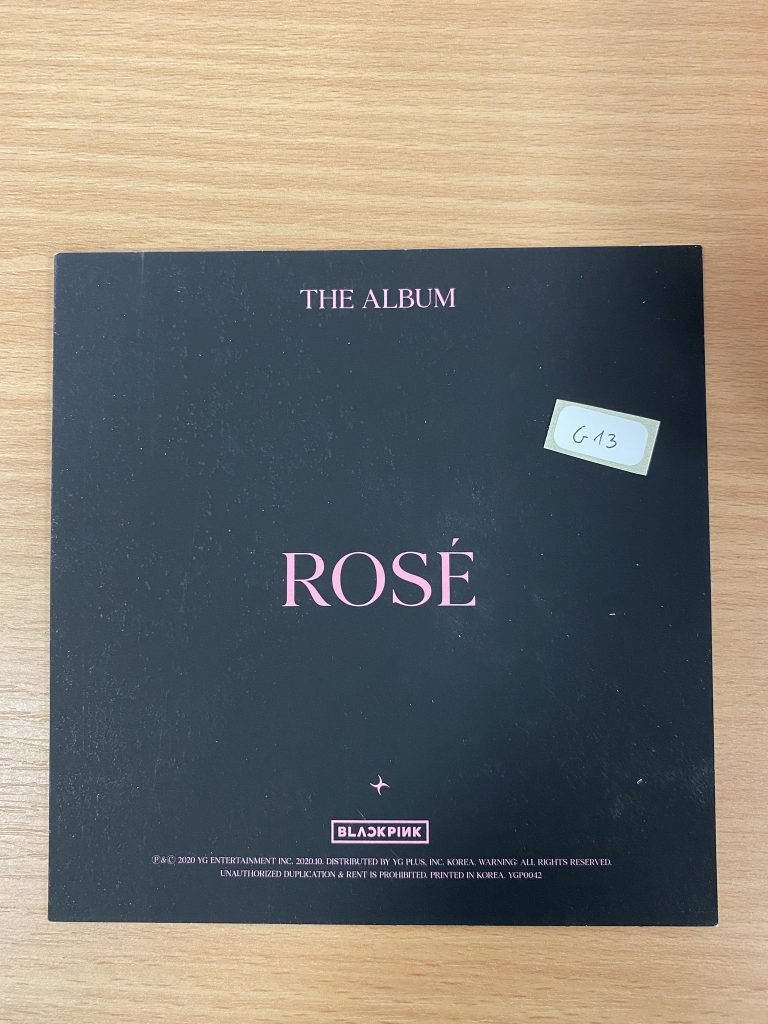 THE ALBUM
G13
ROSÉ
BLACKPINK
Ⓟ&Ⓒ 2020 YG ENTERTAINMENT INC. 2020.10. DISTRIBUTED BY YG PLUS, INC. KOREA. WARNING: ALL RIGHTS RESERVED.
UNAUTHORIZED DUPLICATION & RENT IS PROHIBITED. PRINTED IN KOREA. YGP0042